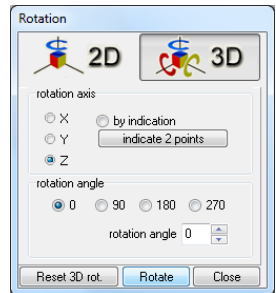 Rotation
2D 3D
rotation axis
X by indication
Y indicate 2 points
Z
rotation angle
0 90 180 270
rotation angle 0
Reset 3D rot. Rotate Close